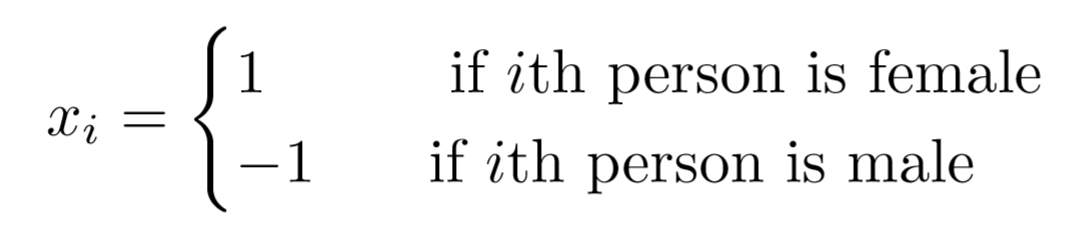 x_i = { 1 if ith person is female
−1 if ith person is male